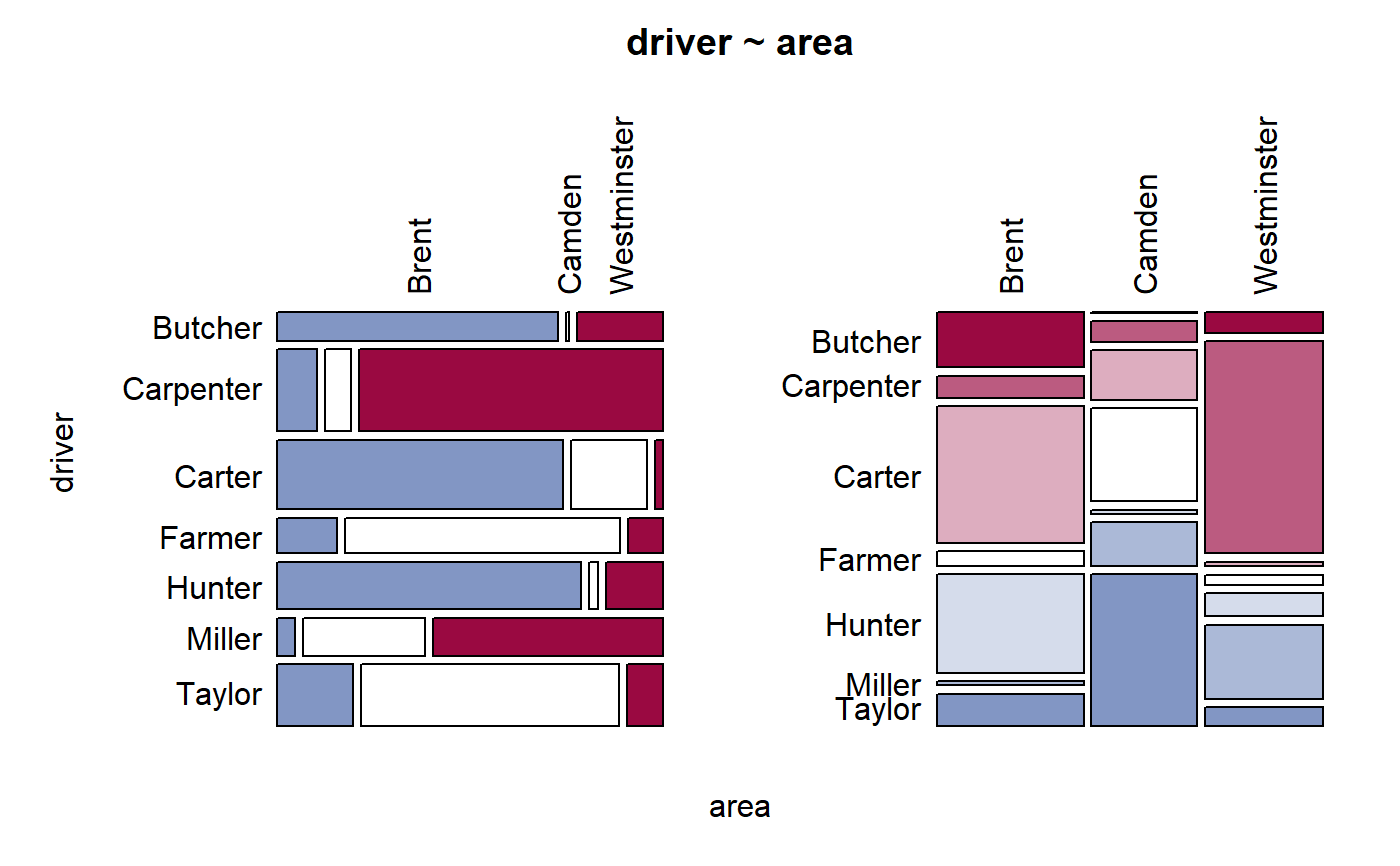 driver ~ area
Brent
Camden
Westminster
Butcher
Carpenter
Carter
Farmer
Hunter
Miller
Taylor
driver
Brent
Camden
Westminster
Butcher
Carpenter
Carter
Farmer
Hunter
Miller
Taylor
area